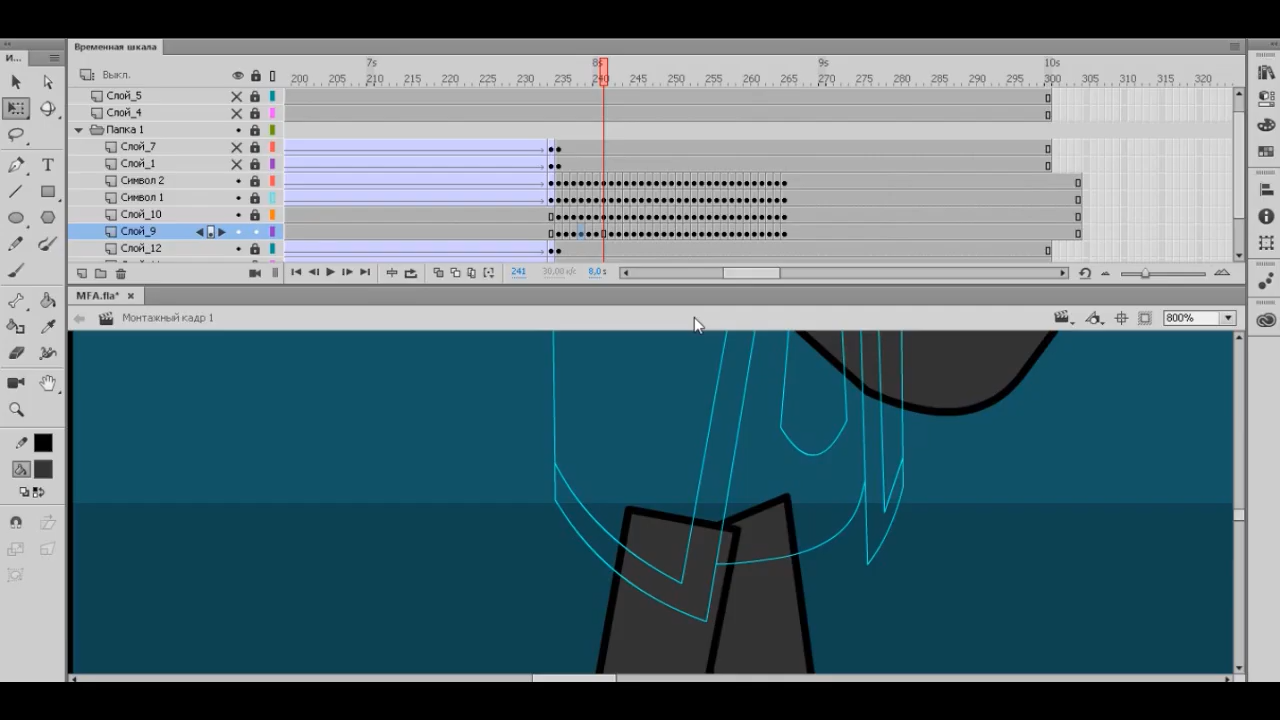 Временная шкала
И...
Выкл.
7s 8s 9s 10s
200 205 210 215 220 225 230 235 240 245 250 255 260 265 270 275 280 285 290 295 300 305 310 315 320
Слой_5
Слой_4
Папка 1
Слой_7
Слой_1
Символ 2
Символ 1
Слой_10
Слой_9
Слой_12
241 30,00 к/с 8,0 s
MFA.fla*
Монтажный кадр 1
800%